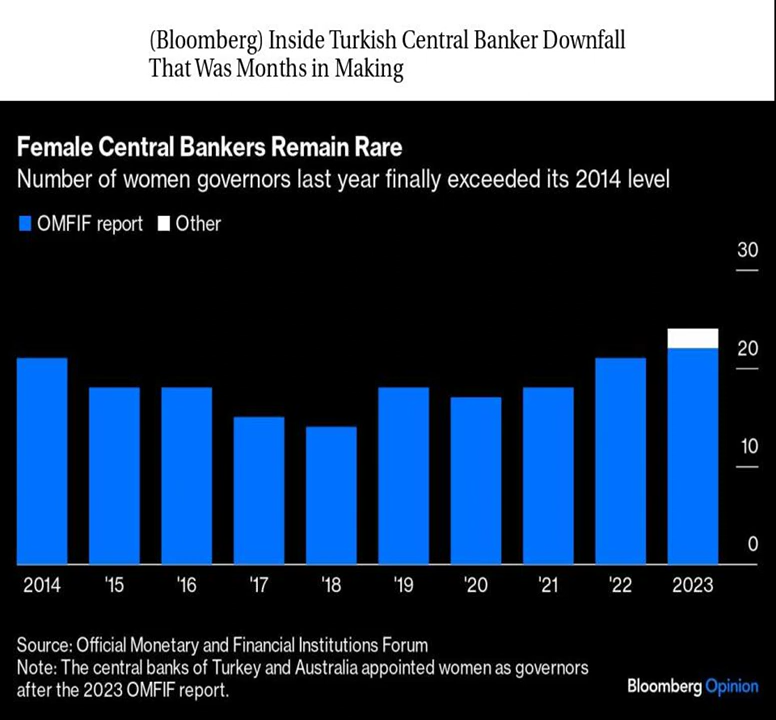 (Bloomberg) Inside Turkish Central Banker Downfall
That Was Months in Making
Female Central Bankers Remain Rare
Number of women governors last year finally exceeded its 2014 level
OMFIF report Other
30
20
10
0
2014 '15 '16 '17 '18 '19 '20 '21 '22 2023
Source: Official Monetary and Financial Institutions Forum
Note: The central banks of Turkey and Australia appointed women as governors
after the 2023 OMFIF report.
Bloomberg Opinion